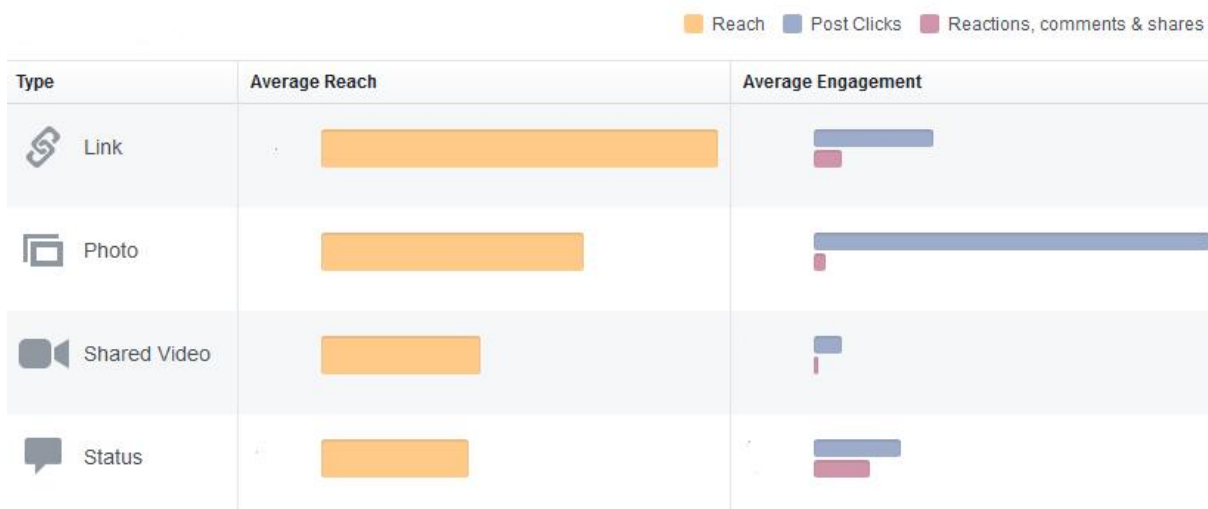 Reach Post Clicks Reactions, comments & shares
Type Average Reach Average Engagement
Link
Photo
Shared Video
Status